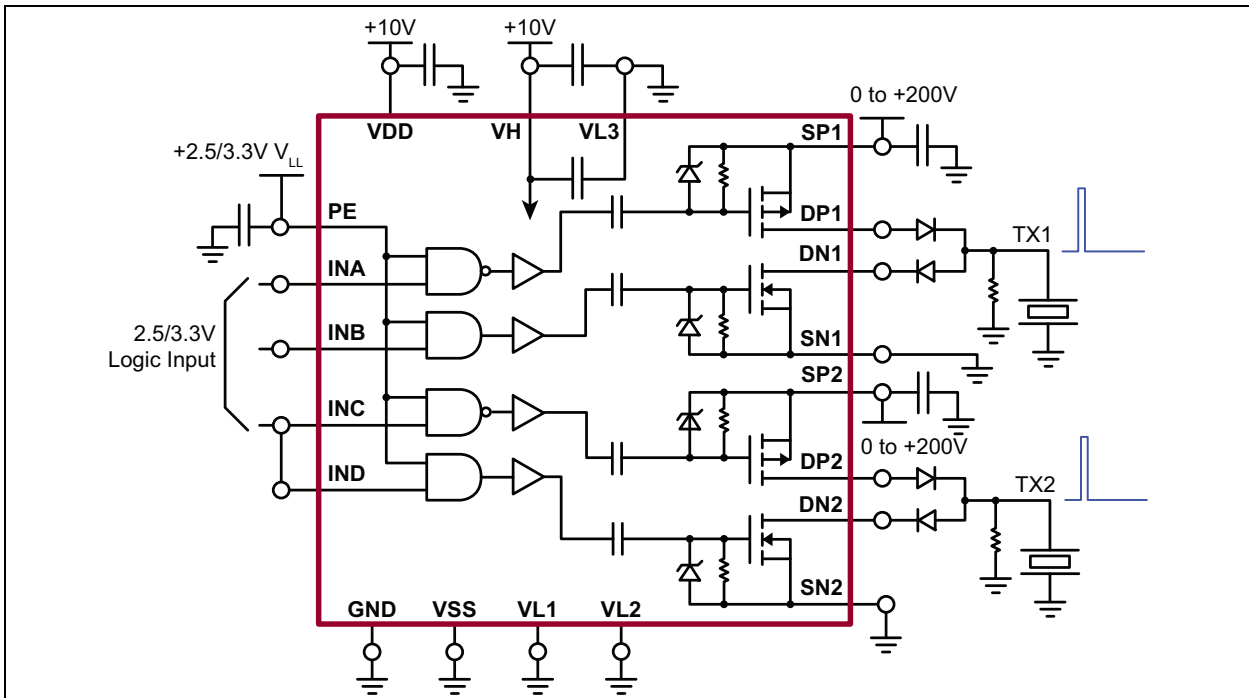 +10V
+10V
0 to +200V
VDD
VH
VL3
SP1
+2.5/3.3V VLL
PE
DP1
TX1
INA
DN1
2.5/3.3V
Logic Input
INB
SN1
SP2
INC
0 to +200V
IND
DP2
TX2
DN2
SN2
GND
VSS
VL1
VL2